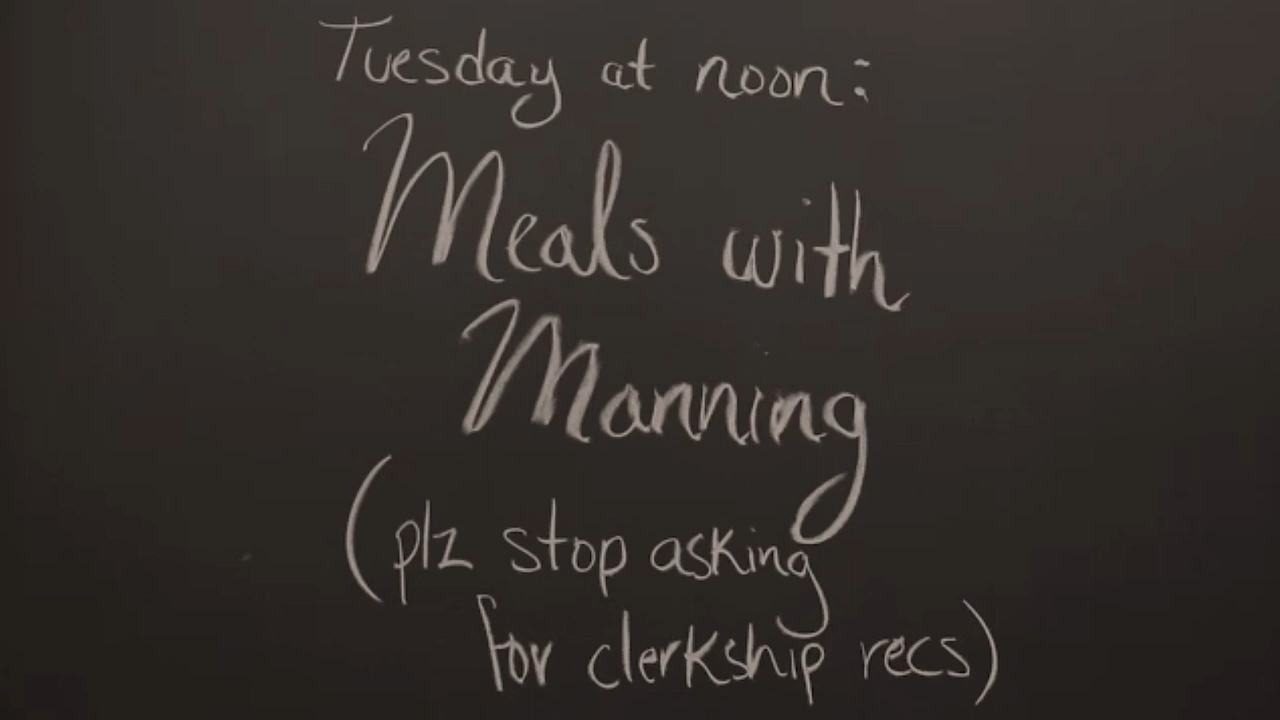 Tuesday at noon:
Meals with
Manning
(plz stop asking
for clerkship recs)